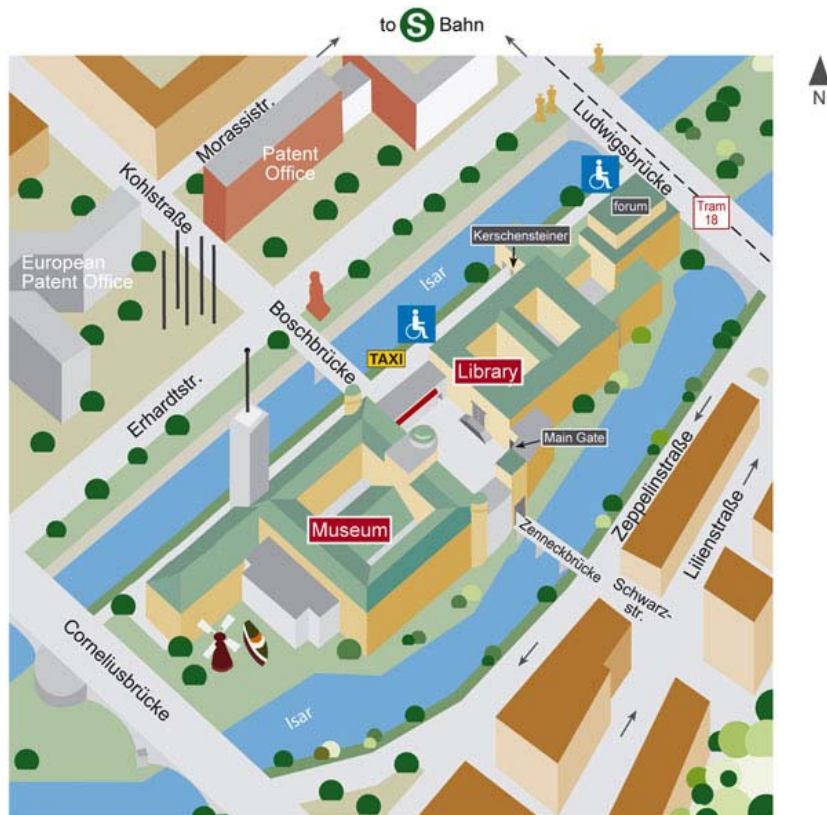 to S Bahn
N
Morassistr.
Patent
Office
Kohlstraße
Ludwigsbrücke
Tram
18
forum
Kerschensteiner
European
Patent Office
Isar
Boschbrücke
TAXI
Library
Erhardtstr.
Main Gate
Museum
Zeppelinstraße
Lilienstraße
Zenneckbrücke
Schwarz-
str.
Corneliusbrücke
Isar